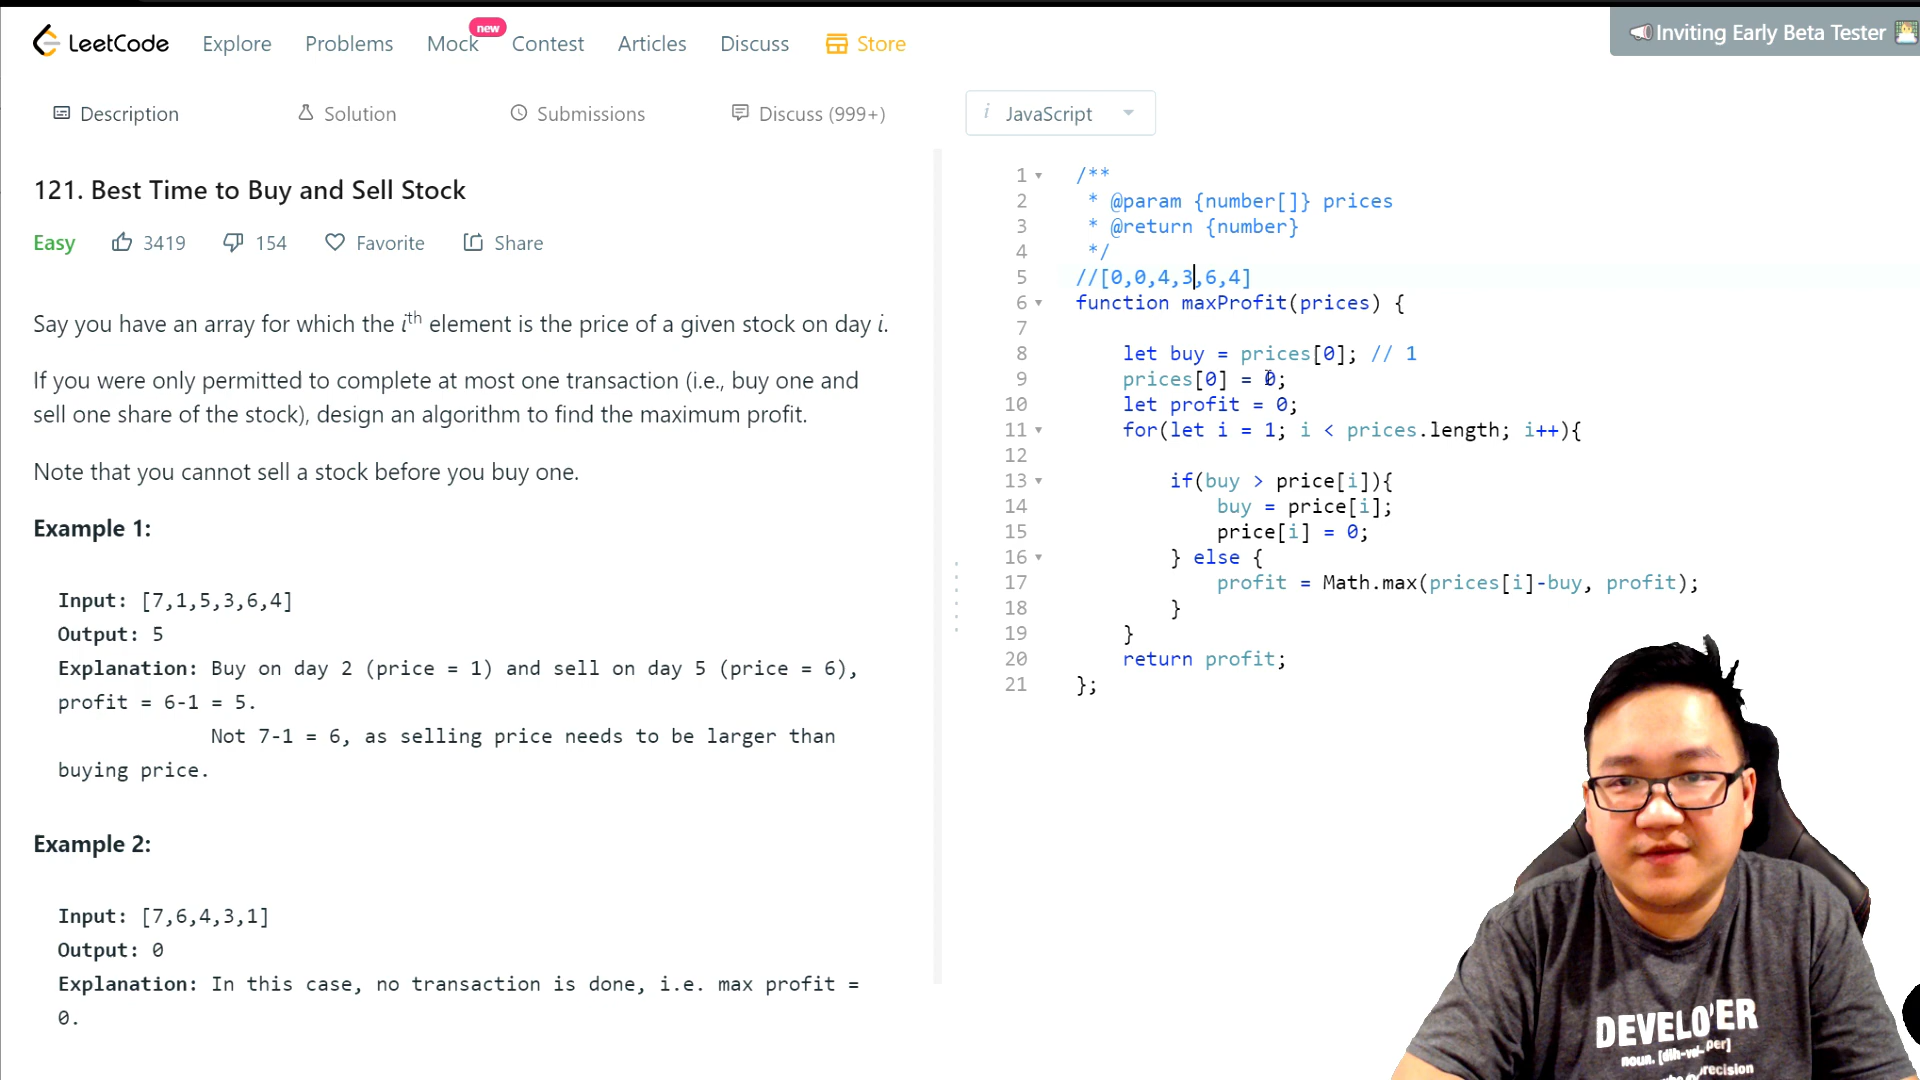 LeetCode
Explore
Problems
Mock
new
Contest
Articles
Discuss
Store
Inviting Early Beta Tester
Description
Solution
Submissions
Discuss (999+)
i JavaScript
121. Best Time to Buy and Sell Stock
Easy
3419
154
Favorite
Share
Say you have an array for which the ith element is the price of a given stock on day i.
If you were only permitted to complete at most one transaction (i.e., buy one and
sell one share of the stock), design an algorithm to find the maximum profit.
Note that you cannot sell a stock before you buy one.
Example 1:
Input: [7,1,5,3,6,4]
Output: 5
Explanation: Buy on day 2 (price = 1) and sell on day 5 (price = 6),
profit = 6-1 = 5.
Not 7-1 = 6, as selling price needs to be larger than
buying price.
Example 2:
Input: [7,6,4,3,1]
Output: 0
Explanation: In this case, no transaction is done, i.e. max profit =
0.
1 /**
2 * @param {number[]} prices
3 * @return {number}
4 */
5 //[0,0,4,3,6,4]
6 function maxProfit(prices) {
7
8 let buy = prices[0]; // 1
9 prices[0] = 0;
10 let profit = 0;
11 for(let i = 1; i < prices.length; i++){
12
13 if(buy > price[i]){
14 buy = price[i];
15 price[i] = 0;
16 } else {
17 profit = Math.max(prices[i]-buy, profit);
18 }
19 }
20 return profit;
21 };
DEVELOPER
noun. [dih-vel-per]
precision